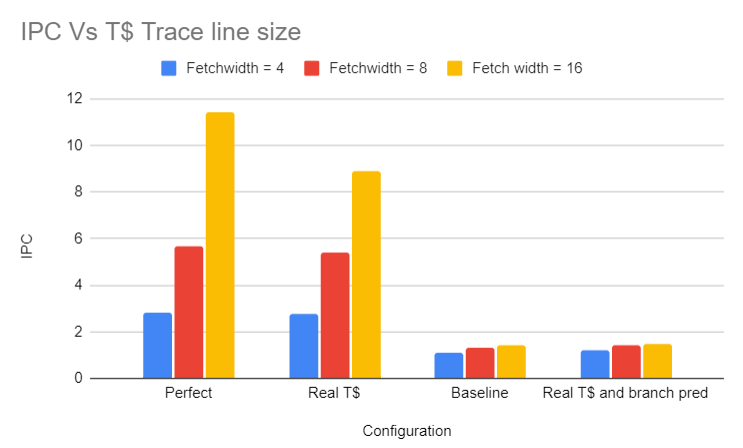 IPC Vs T$ Trace line size
Fetchwidth = 4 Fetchwidth = 8 Fetch width = 16
12
10
8
6
4
2
0
IPC
Perfect Real T$ Baseline Real T$ and branch pred
Configuration